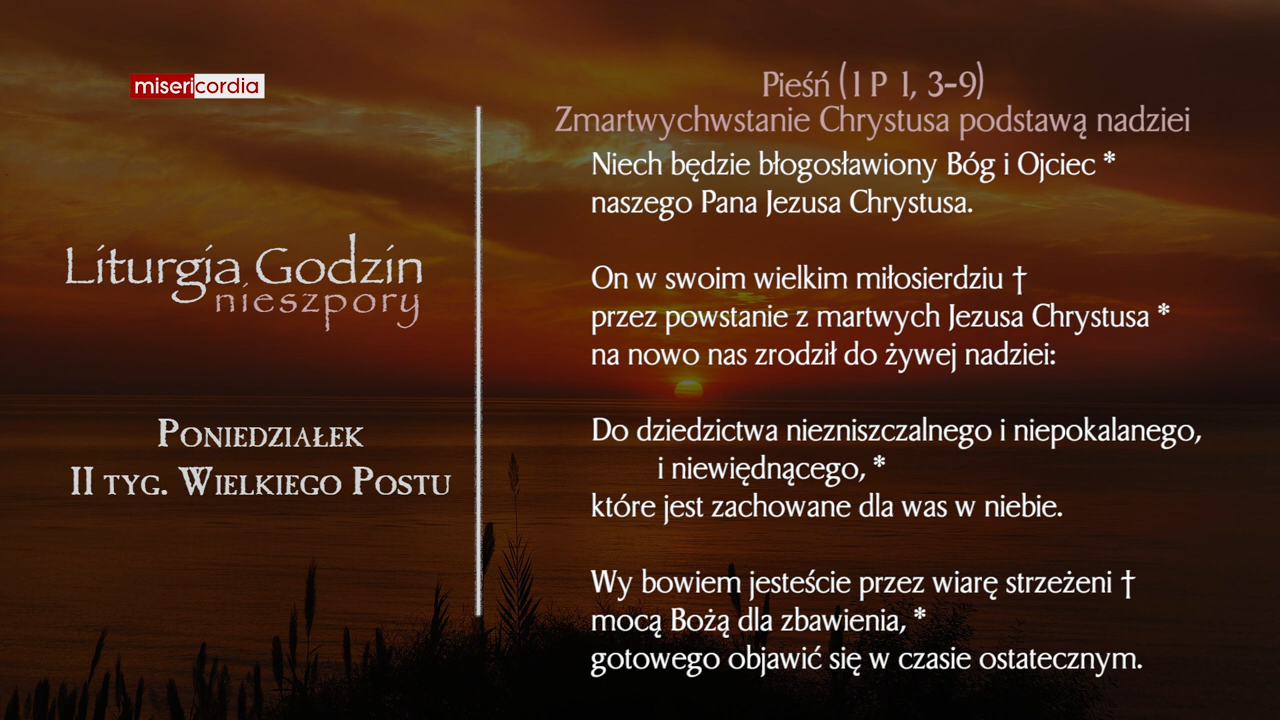 misericordia
Liturgia Godzin
nieszpory
Poniedziałek
II tyg. Wielkiego Postu
Pieśń (1 P 1, 3-9)
Zmartwychwstanie Chrystusa podstawą nadziei
Niech będzie błogosławiony Bóg i Ojciec *
naszego Pana Jezusa Chrystusa.
On w swoim wielkim miłosierdziu †
przez powstanie z martwych Jezusa Chrystusa *
na nowo nas zrodził do żywej nadziei:
Do dziedzictwa niezniszczalnego i niepokalanego,
i niewiędnącego, *
które jest zachowane dla was w niebie.
Wy bowiem jesteście przez wiarę strzeżeni †
mocą Bożą dla zbawienia, *
gotowego objawić się w czasie ostatecznym.